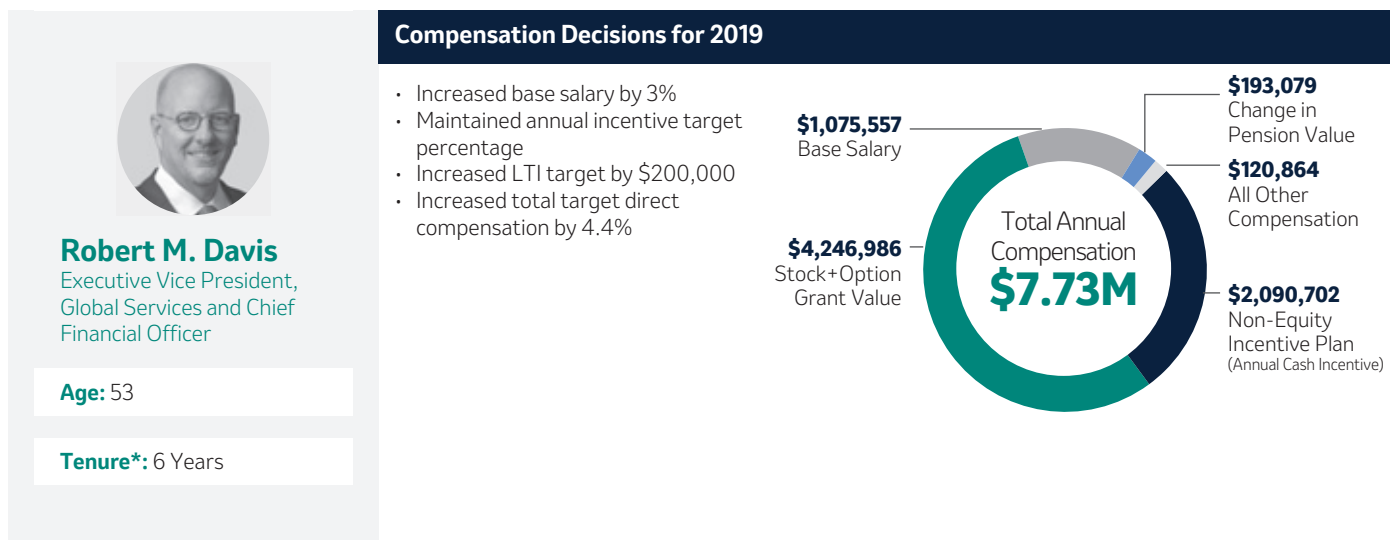 Compensation Decisions for 2019
Robert M. Davis
Executive Vice President,
Global Services and Chief
Financial Officer
Age: 53
Tenure*: 6 Years
• Increased base salary by 3%
• Maintained annual incentive target
percentage
• Increased LTI target by $200,000
• Increased total target direct
compensation by 4.4%
$1,075,557
Base Salary
$4,246,986
Stock+Option
Grant Value
Total Annual
Compensation
$7.73M
$193,079
Change in
Pension Value
$120,864
All Other
Compensation
$2,090,702
Non-Equity
Incentive Plan
(Annual Cash Incentive)